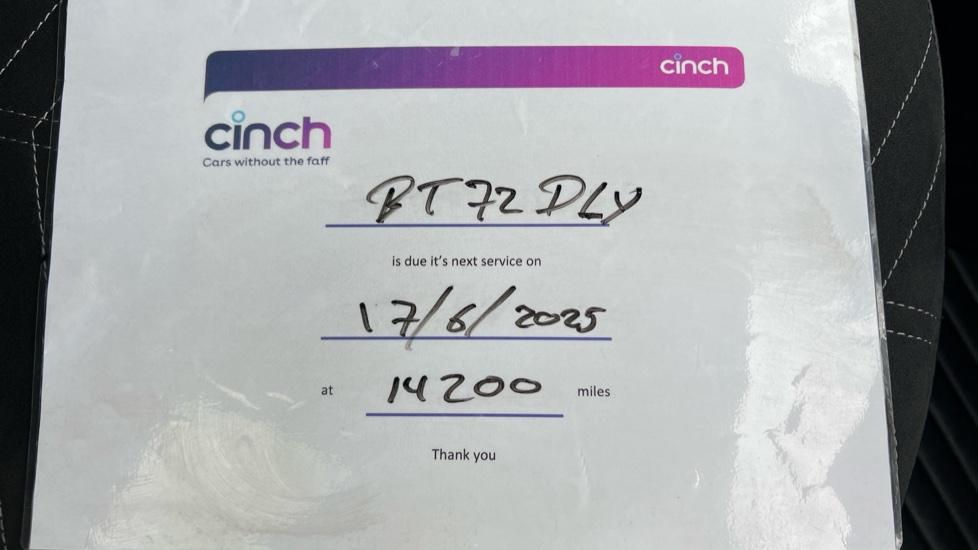 cinch
cinch
Cars without the faff
BT72 DLY
is due it's next service on
17/6/2025
at 14200 miles
Thank you